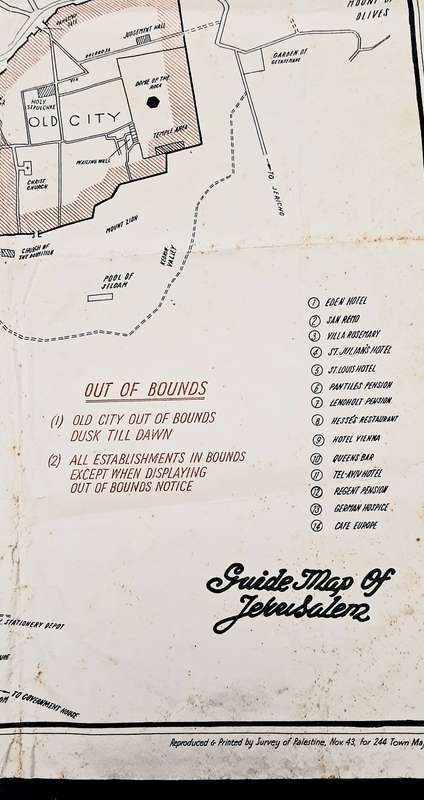 MOUNT OF
OLIVES
DAMASCUS
GATE
JUDGEMENT HALL
DOLOROSA
VIA
GARDEN OF
GETHSEMANE
DOME OF THE
ROCK
HOLY
SEPULCHRE
OLD CITY
TEMPLE AREA
WAILING WALL
CHRIST
CHURCH
TO JERICHO
MOUNT ZION
CHURCH OF
THE DORMITION
KEDRON
VALLEY
POOL OF
SILOAM
OUT OF BOUNDS
(1) OLD CITY OUT OF BOUNDS
DUSK TILL DAWN
(2) ALL ESTABLISHMENTS IN BOUNDS
EXCEPT WHEN DISPLAYING
OUT OF BOUNDS NOTICE
1 EDEN HOTEL
2 SAN REMO
3 VILLA ROSEMARY
4 ST. JULIAN'S HOTEL
5 ST. LOUIS HOTEL
6 PANTILES PENSION
7 LENGHOLT PENSION
8 HESSÉ'S RESTAURANT
9 HOTEL VIENNA
10 QUEENS BAR
11 TEL-AVIV HOTEL
12 REGENT PENSION
13 GERMAN HOSPICE
14 CAFE EUROPE
Guide Map Of
Jerusalem
STATIONERY DEPOT
TO GOVERNMENT HOUSE
Reproduced & Printed by Survey of Palestine, Nov. 43, for 244 Town Maj